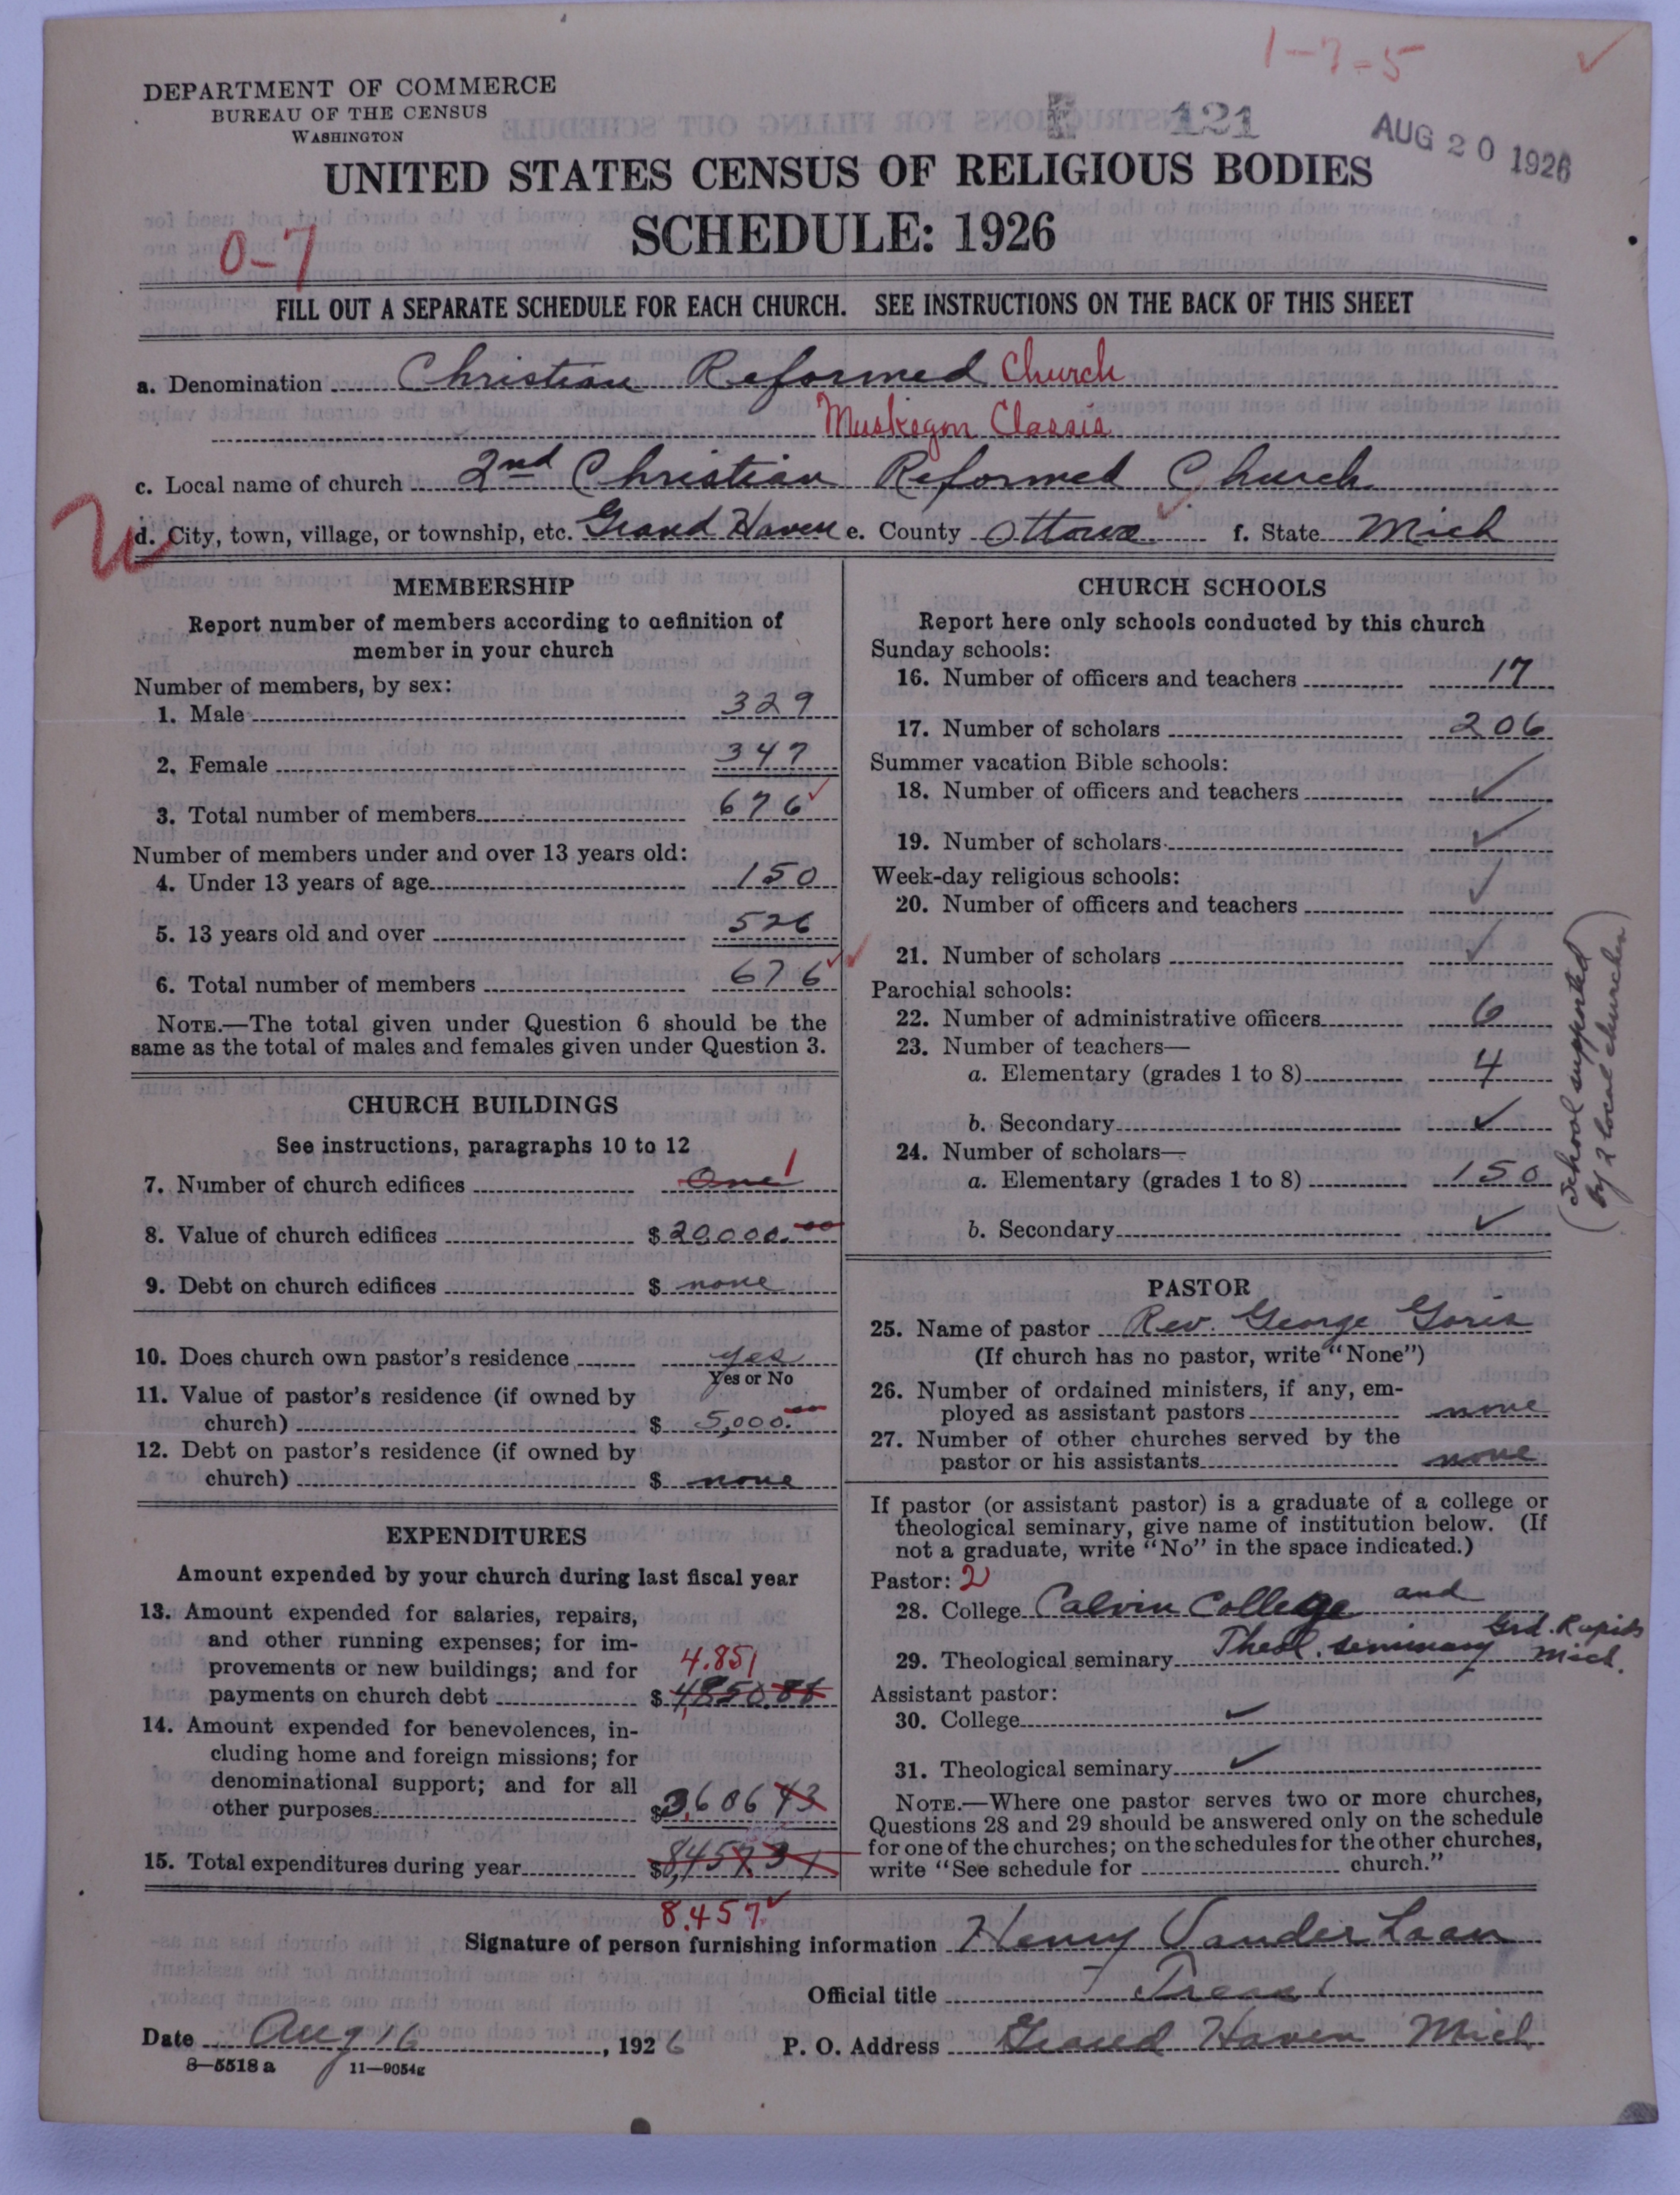 1-7-5 ✓
DEPARTMENT OF COMMERCE
BUREAU OF THE CENSUS
WASHINGTON
E 121
AUG 20 1926
UNITED STATES CENSUS OF RELIGIOUS BODIES
SCHEDULE: 1926
0-7
FILL OUT A SEPARATE SCHEDULE FOR EACH CHURCH. SEE INSTRUCTIONS ON THE BACK OF THIS SHEET
a. Denomination Christian Reformed Church
Muskegon Classis
c. Local name of church 2nd Christian Reformed Church
d. City, town, village, or township, etc. Grand Haven e. County Ottawa f. State Mich
MEMBERSHIP
Report number of members according to definition of
member in your church
Number of members, by sex:
1. Male 329
2. Female 347
3. Total number of members 676 ✓
Number of members under and over 13 years old:
4. Under 13 years of age 150
5. 13 years old and over 526
6. Total number of members 676 ✓✓
NOTE.—The total given under Question 6 should be the
same as the total of males and females given under Question 3.
CHURCH BUILDINGS
See instructions, paragraphs 10 to 12
7. Number of church edifices One 1
8. Value of church edifices $ 20,000.00
9. Debt on church edifices $ none
10. Does church own pastor's residence yes
Yes or No
11. Value of pastor's residence (if owned by
church) $ 5,000.00
12. Debt on pastor's residence (if owned by
church) $ none
EXPENDITURES
Amount expended by your church during last fiscal year
13. Amount expended for salaries, repairs,
and other running expenses; for im-
provements or new buildings; and for 4.851
payments on church debt $ 4,850.88
14. Amount expended for benevolences, in-
cluding home and foreign missions; for
denominational support; and for all
other purposes $ 3,606 43
15. Total expenditures during year $ 8,457 31
8.457 ✓
CHURCH SCHOOLS
Report here only schools conducted by this church
Sunday schools:
16. Number of officers and teachers 17
17. Number of scholars 206
Summer vacation Bible schools:
18. Number of officers and teachers ✓
19. Number of scholars ✓
Week-day religious schools:
20. Number of officers and teachers ✓
21. Number of scholars ✓
Parochial schools:
22. Number of administrative officers 6
23. Number of teachers—
a. Elementary (grades 1 to 8) 4
b. Secondary ✓
24. Number of scholars—
a. Elementary (grades 1 to 8) 150
b. Secondary ✓
(School supported
by 2 local churches)
PASTOR
25. Name of pastor Rev. George Goris
(If church has no pastor, write "None")
26. Number of ordained ministers, if any, em-
ployed as assistant pastors none
27. Number of other churches served by the
pastor or his assistants none
If pastor (or assistant pastor) is a graduate of a college or
theological seminary, give name of institution below. (If
not a graduate, write "No" in the space indicated.)
Pastor: 2
28. College Calvin College and
29. Theological seminary Theol. seminary Grd. Rapids
Mich.
Assistant pastor:
30. College ✓
31. Theological seminary ✓
NOTE.—Where one pastor serves two or more churches,
Questions 28 and 29 should be answered only on the schedule
for one of the churches; on the schedules for the other churches,
write "See schedule for church."
Signature of person furnishing information Henry Vander Laan
Official title Treas.
Date Aug 16, 1926 P. O. Address Grand Haven Mich
8—5518 a 11—9054g